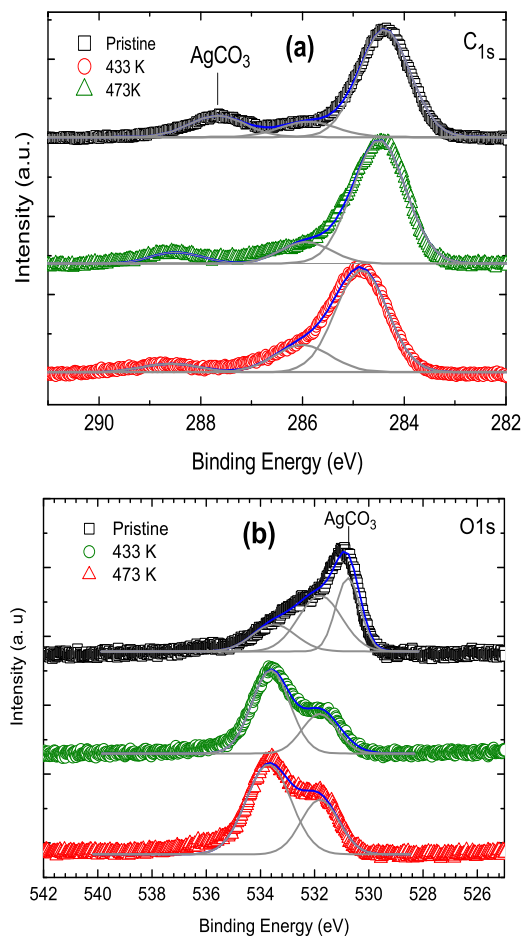 Pristine
433 K
473K
AgCO3
(a)
C1s
Intensity (a.u.)
290 288 286 284 282
Binding Energy (eV)
Pristine
433 K
473 K
(b)
AgCO3
O1s
Intensity (a. u)
542 540 538 536 534 532 530 528 526
Binding Energy (eV)